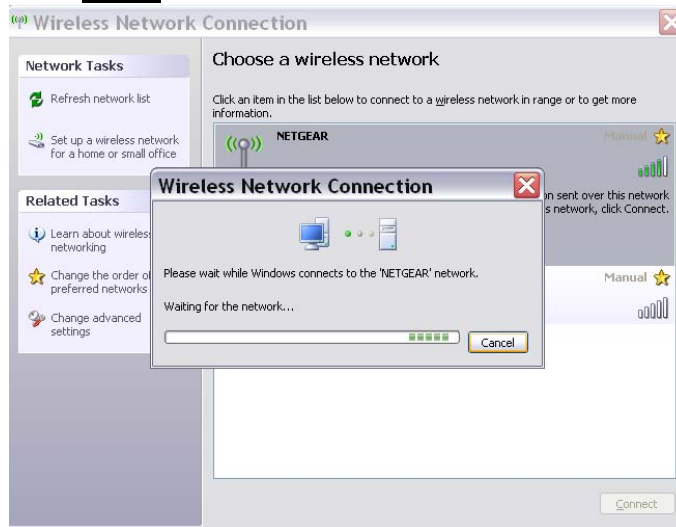 Wireless Network Connection
Network Tasks
Refresh network list
Set up a wireless network
for a home or small office
Related Tasks
Learn about wireless
networking
Change the order of
preferred networks
Change advanced
settings
Choose a wireless network
Click an item in the list below to connect to a wireless network in range or to get more
information.
NETGEAR
Manual
on sent over this network
s network, click Connect.
Manual
Wireless Network Connection
Please wait while Windows connects to the 'NETGEAR' network.
Waiting for the network...
Cancel
Connect